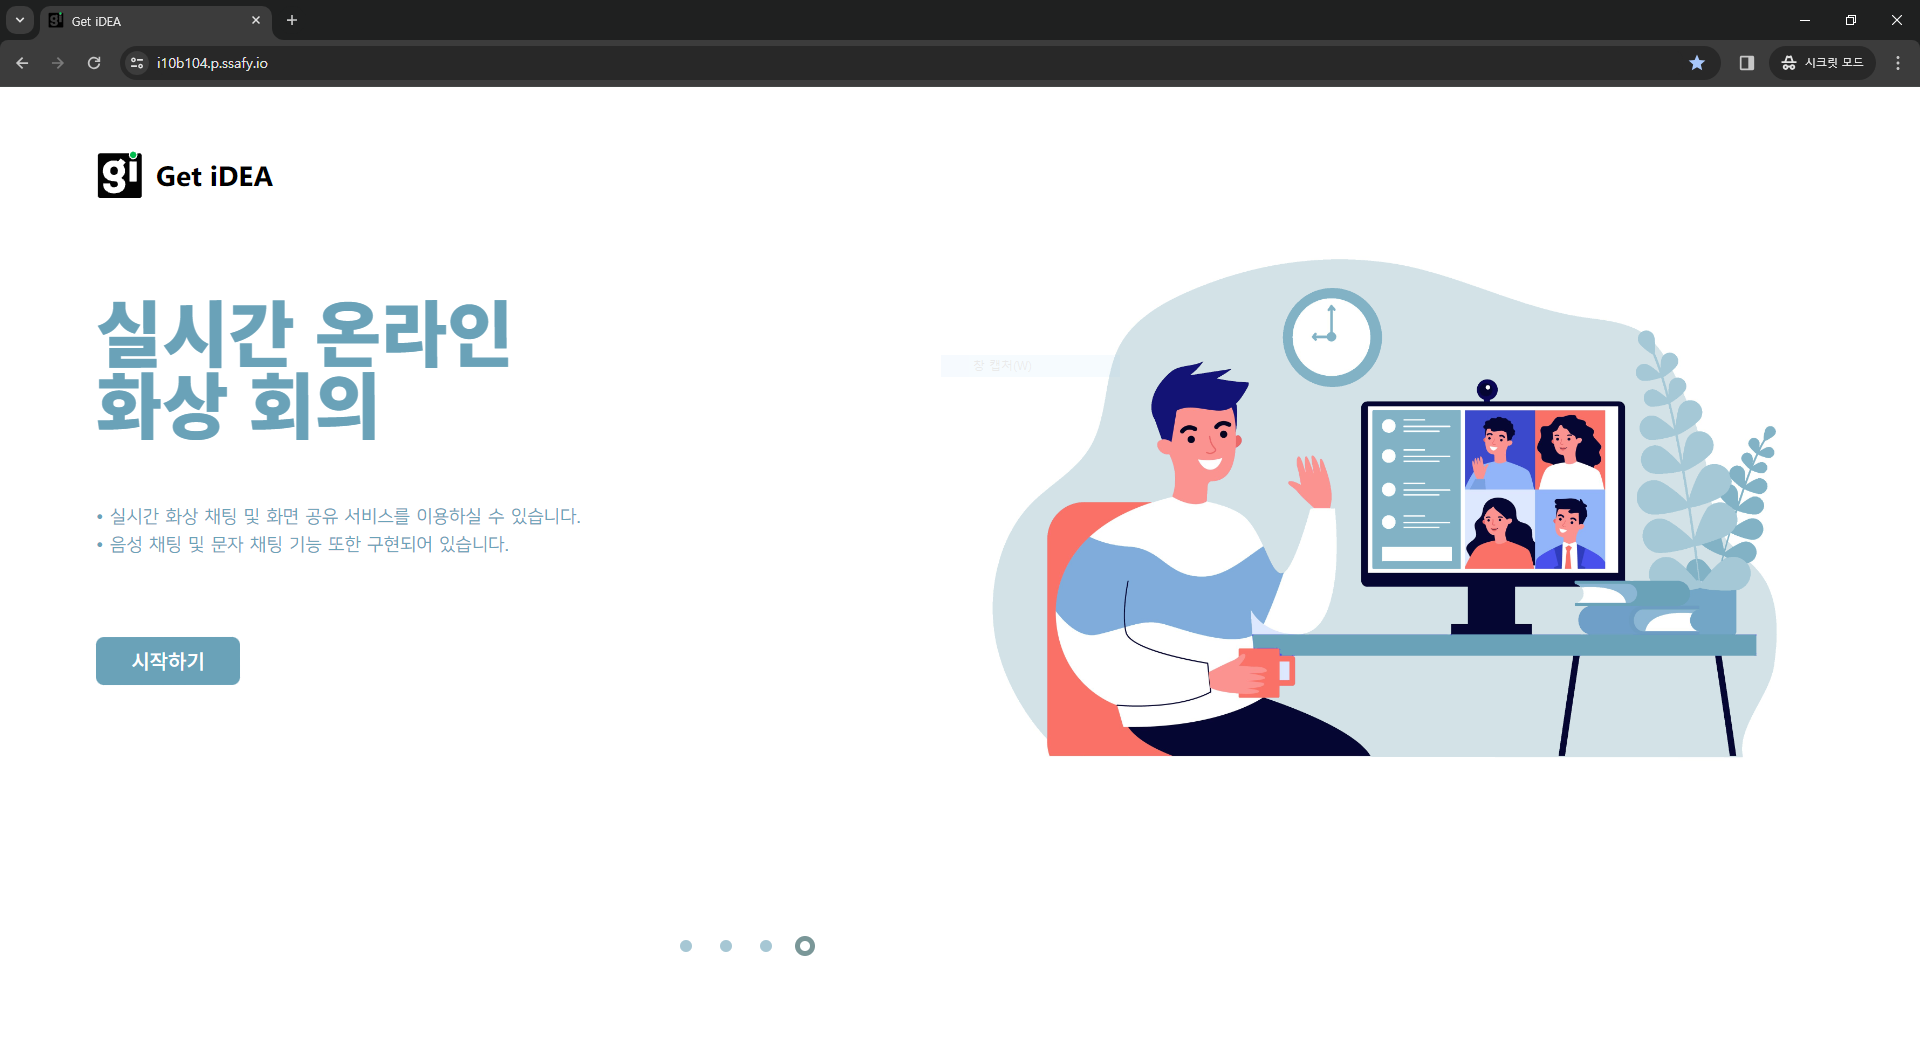 Get iDEA
i10b104.p.ssafy.io
시크릿 모드
gi Get iDEA
실시간 온라인
화상 회의
창 캡처(W)
• 실시간 화상 채팅 및 화면 공유 서비스를 이용하실 수 있습니다.
• 음성 채팅 및 문자 채팅 기능 또한 구현되어 있습니다.
시작하기